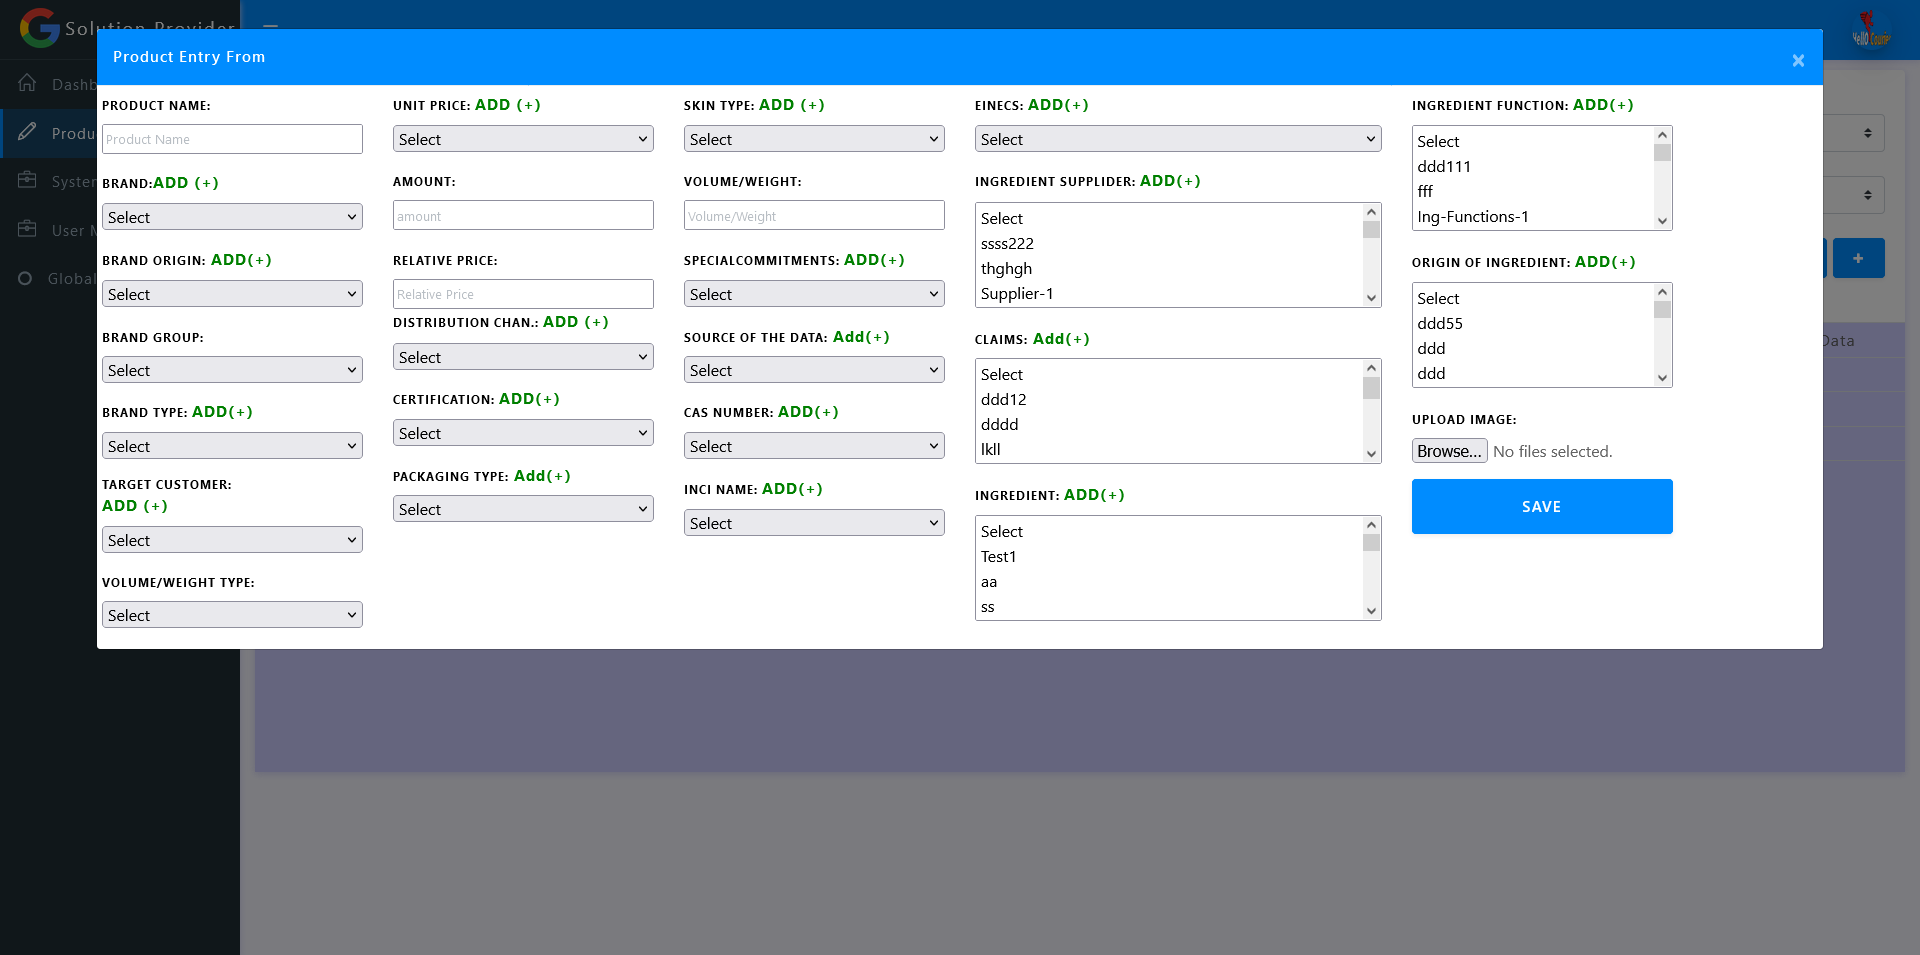 Solution Provider
Hello Courier
Product Entry From
×
Dashb
Produ
System
User M
Global
Data
PRODUCT NAME:
Product Name
BRAND:ADD (+)
Select
BRAND ORIGIN: ADD(+)
Select
BRAND GROUP:
Select
BRAND TYPE: ADD(+)
Select
TARGET CUSTOMER:
ADD (+)
Select
VOLUME/WEIGHT TYPE:
Select
UNIT PRICE: ADD (+)
Select
AMOUNT:
amount
RELATIVE PRICE:
Relative Price
DISTRIBUTION CHAN.: ADD (+)
Select
CERTIFICATION: ADD(+)
Select
PACKAGING TYPE: Add(+)
Select
SKIN TYPE: ADD (+)
Select
VOLUME/WEIGHT:
Volume/Weight
SPECIALCOMMITMENTS: ADD(+)
Select
SOURCE OF THE DATA: Add(+)
Select
CAS NUMBER: ADD(+)
Select
INCI NAME: ADD(+)
Select
EINECS: ADD(+)
Select
INGREDIENT SUPPLIDER: ADD(+)
Select
ssss222
thghgh
Supplier-1
CLAIMS: Add(+)
Select
ddd12
dddd
lkll
INGREDIENT: ADD(+)
Select
Test1
aa
ss
INGREDIENT FUNCTION: ADD(+)
Select
ddd111
fff
Ing-Functions-1
ORIGIN OF INGREDIENT: ADD(+)
Select
ddd55
ddd
ddd
UPLOAD IMAGE:
Browse... No files selected.
SAVE